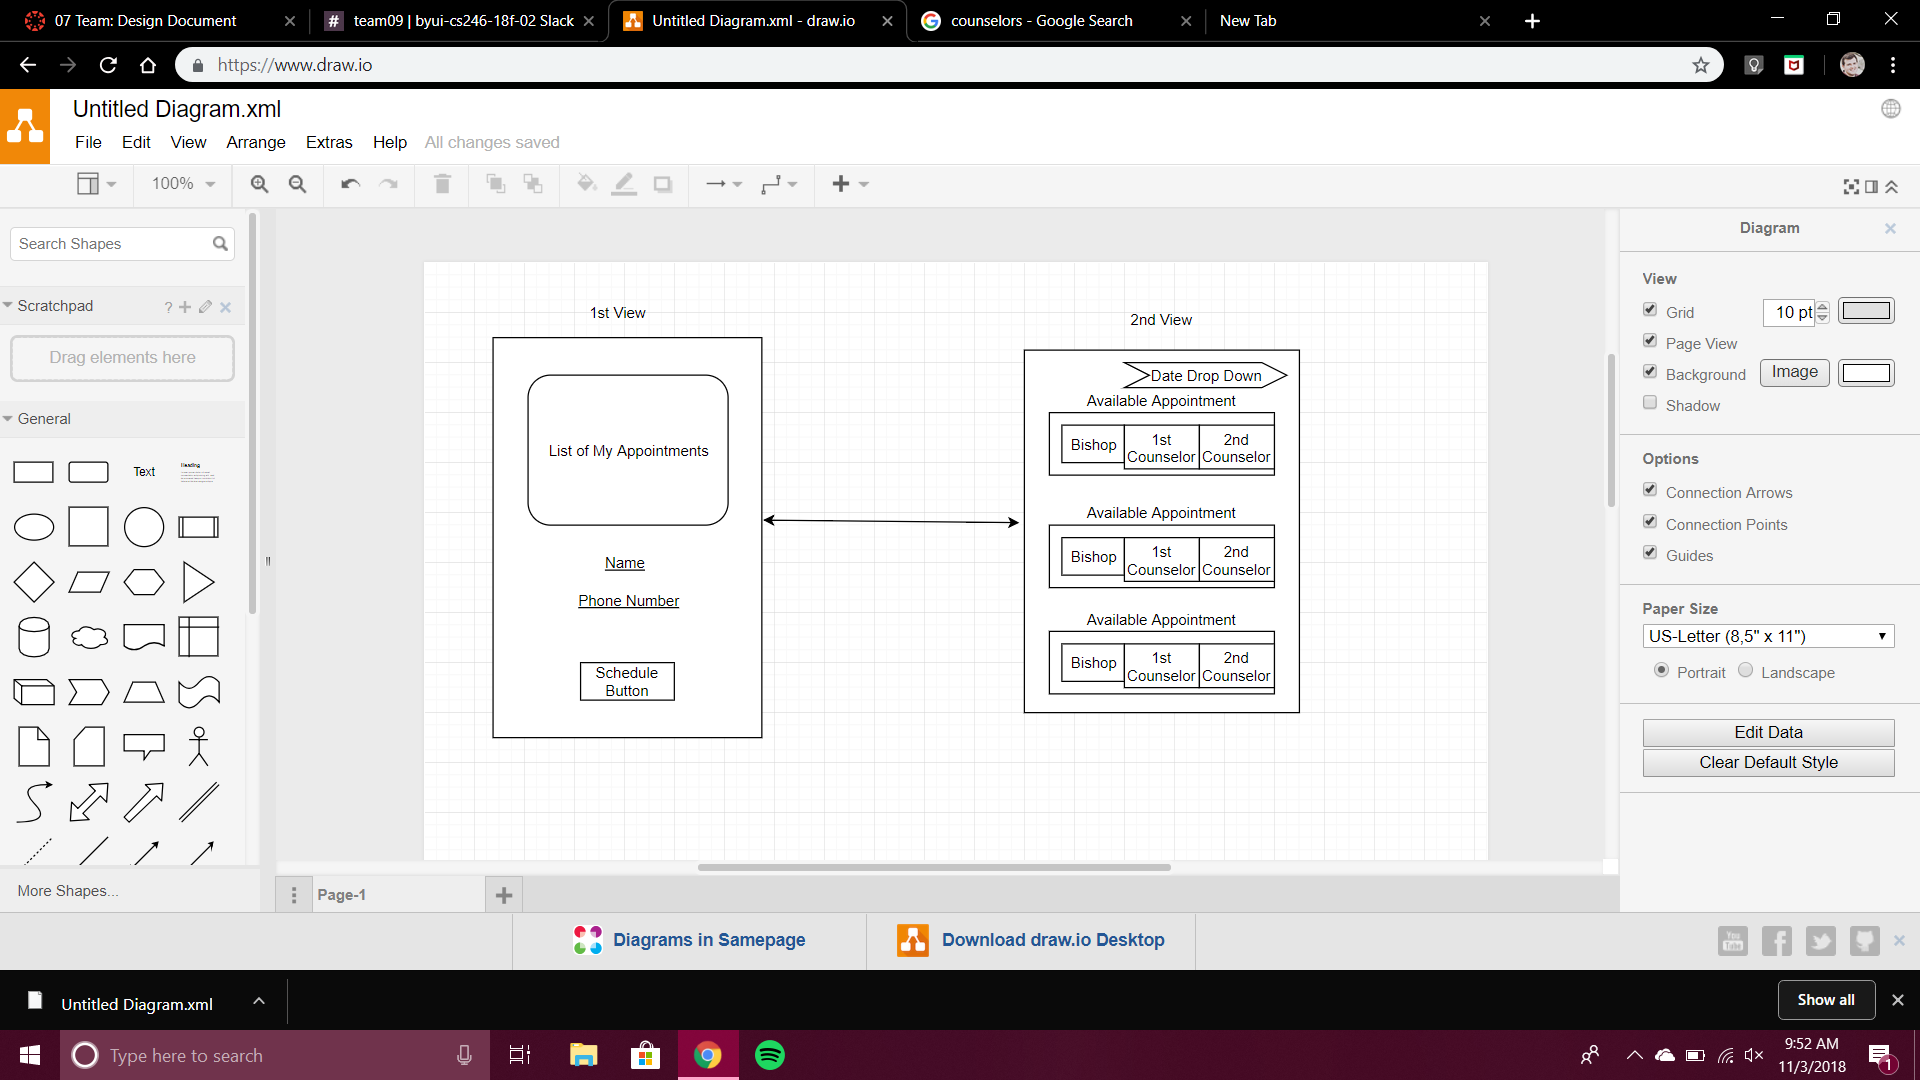 07 Team: Design Document
team09 | byui-cs246-18f-02 Slack
Untitled Diagram.xml - draw.io
counselors - Google Search
New Tab
https://www.draw.io
Untitled Diagram.xml
File Edit View Arrange Extras Help All changes saved
100%
Search Shapes
Scratchpad
?
Drag elements here
General
Text
Heading
More Shapes...
1st View
List of My Appointments
Name
Phone Number
Schedule
Button
2nd View
Date Drop Down
Available Appointment
Bishop
1st
Counselor
2nd
Counselor
Available Appointment
Bishop
1st
Counselor
2nd
Counselor
Available Appointment
Bishop
1st
Counselor
2nd
Counselor
Diagram
View
Grid
10 pt
Page View
Background
Image
Shadow
Options
Connection Arrows
Connection Points
Guides
Paper Size
US-Letter (8,5" x 11")
Portrait
Landscape
Edit Data
Clear Default Style
Page-1
Diagrams in Samepage
Download draw.io Desktop
You
Tube
Untitled Diagram.xml
Show all
Type here to search
9:52 AM
11/3/2018
1